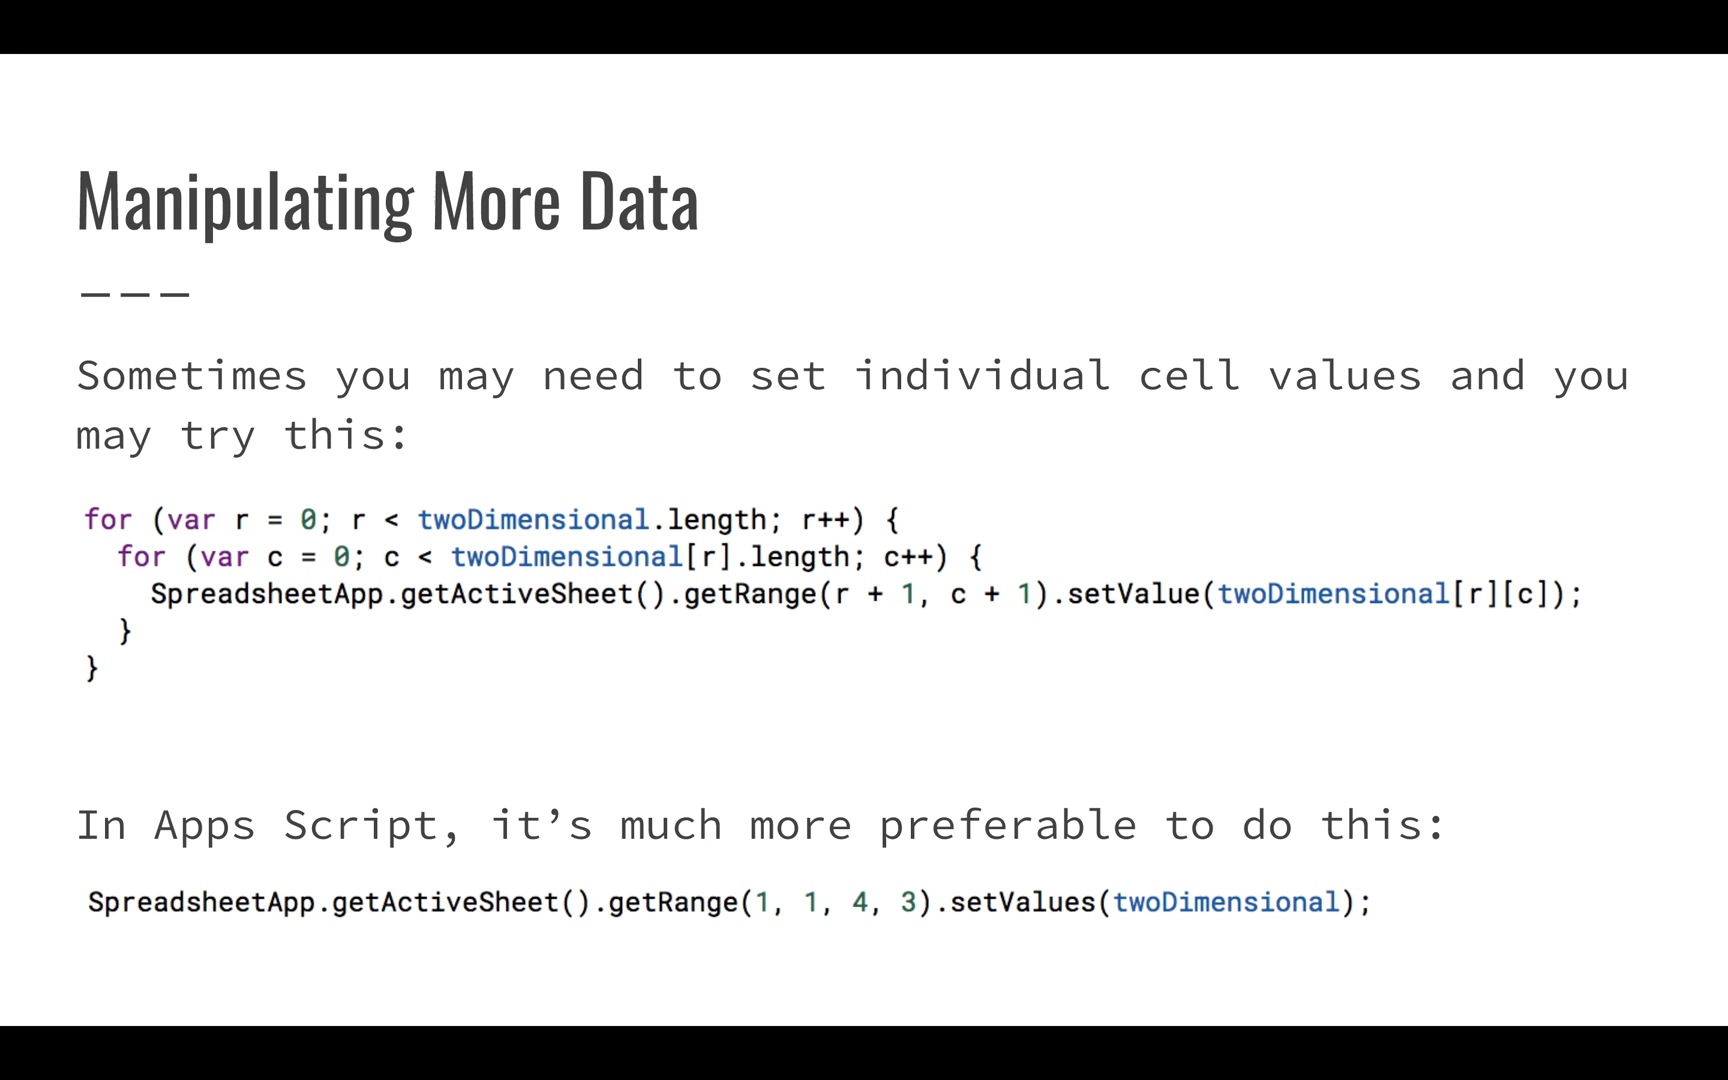 Manipulating More Data
———
Sometimes you may need to set individual cell values and you
may try this:
for (var r = 0; r < twoDimensional.length; r++) {
  for (var c = 0; c < twoDimensional[r].length; c++) {
    SpreadsheetApp.getActiveSheet().getRange(r + 1, c + 1).setValue(twoDimensional[r][c]);
  }
}
In Apps Script, it’s much more preferable to do this:
SpreadsheetApp.getActiveSheet().getRange(1, 1, 4, 3).setValues(twoDimensional);